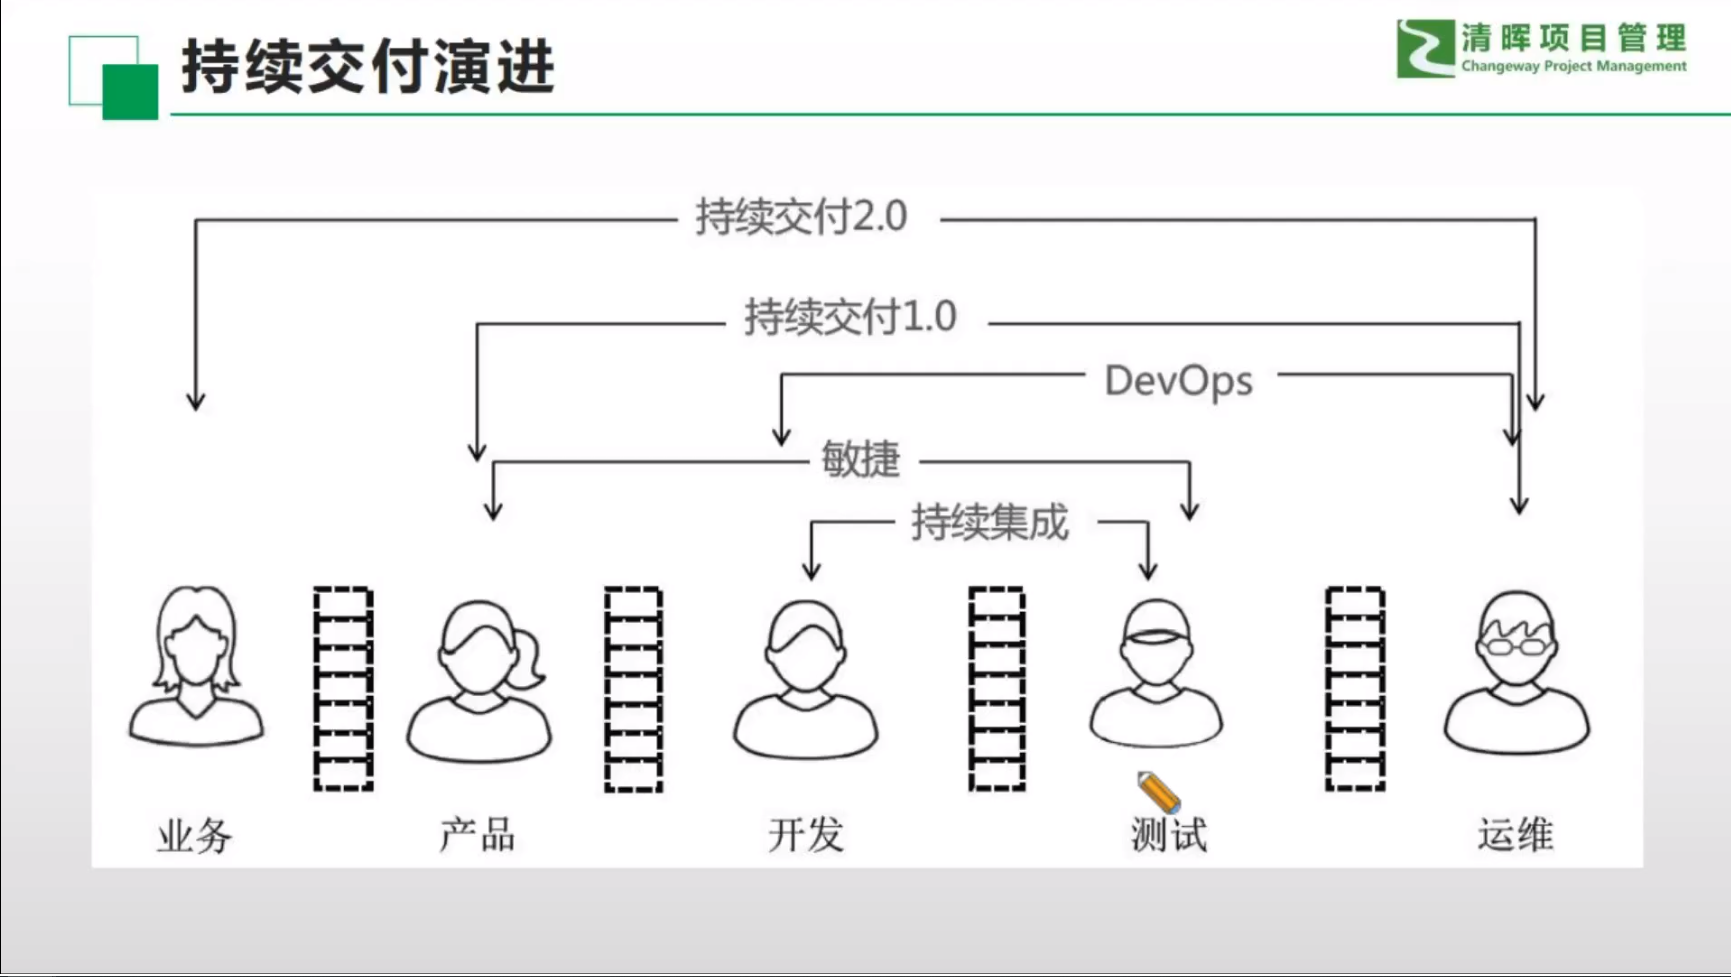 持续交付演进
清晖项目管理
Changeway Project Management
持续交付2.0
持续交付1.0
DevOps
敏捷
持续集成
业务
产品
开发
测试
运维